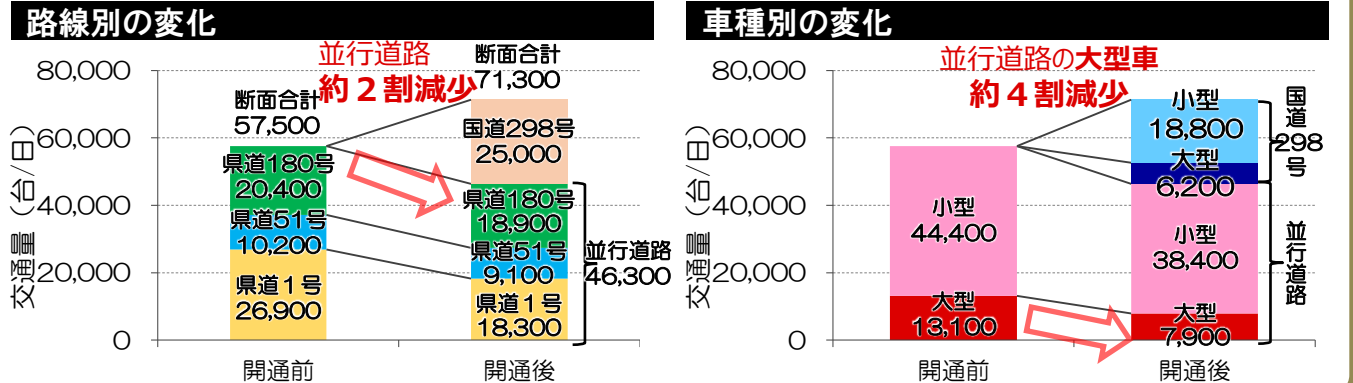 路線別の変化
並行道路
約２割減少
断面合計
71,300
断面合計
57,500
交通量（台/日）
80,000
60,000
40,000
20,000
0
県道180号
20,400
県道51号
10,200
県道１号
26,900
国道298号
25,000
県道180号
18,900
県道51号
9,100
県道１号
18,300
並行道路
46,300
開通前
開通後
車種別の変化
並行道路の大型車
約４割減少
交通量（台/日）
80,000
60,000
40,000
20,000
0
小型
44,400
大型
13,100
小型
18,800
大型
6,200
小型
38,400
大型
7,900
国道298号
並行道路
開通前
開通後